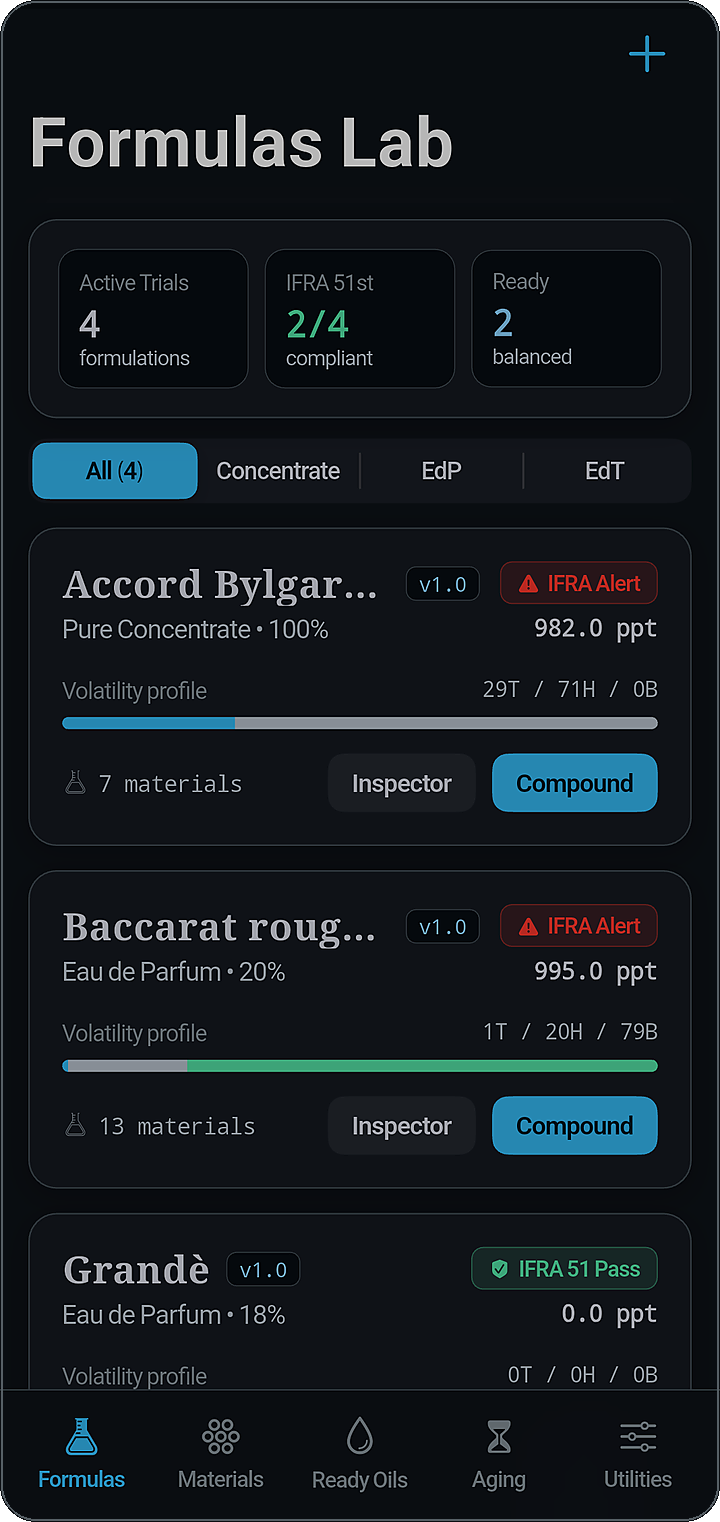 Formulas Lab
Active Trials
4
formulations
IFRA 51st
2/4
compliant
Ready
2
balanced
All (4)
Concentrate
EdP
EdT
Accord Bylgar... v1.0 IFRA Alert
Pure Concentrate • 100% 982.0 ppt
Volatility profile 29T / 71H / 0B
7 materials Inspector Compound
Baccarat roug... v1.0 IFRA Alert
Eau de Parfum • 20% 995.0 ppt
Volatility profile 1T / 20H / 79B
13 materials Inspector Compound
Grandè v1.0 IFRA 51 Pass
Eau de Parfum • 18% 0.0 ppt
Volatility profile 0T / 0H / 0B
Formulas
Materials
Ready Oils
Aging
Utilities